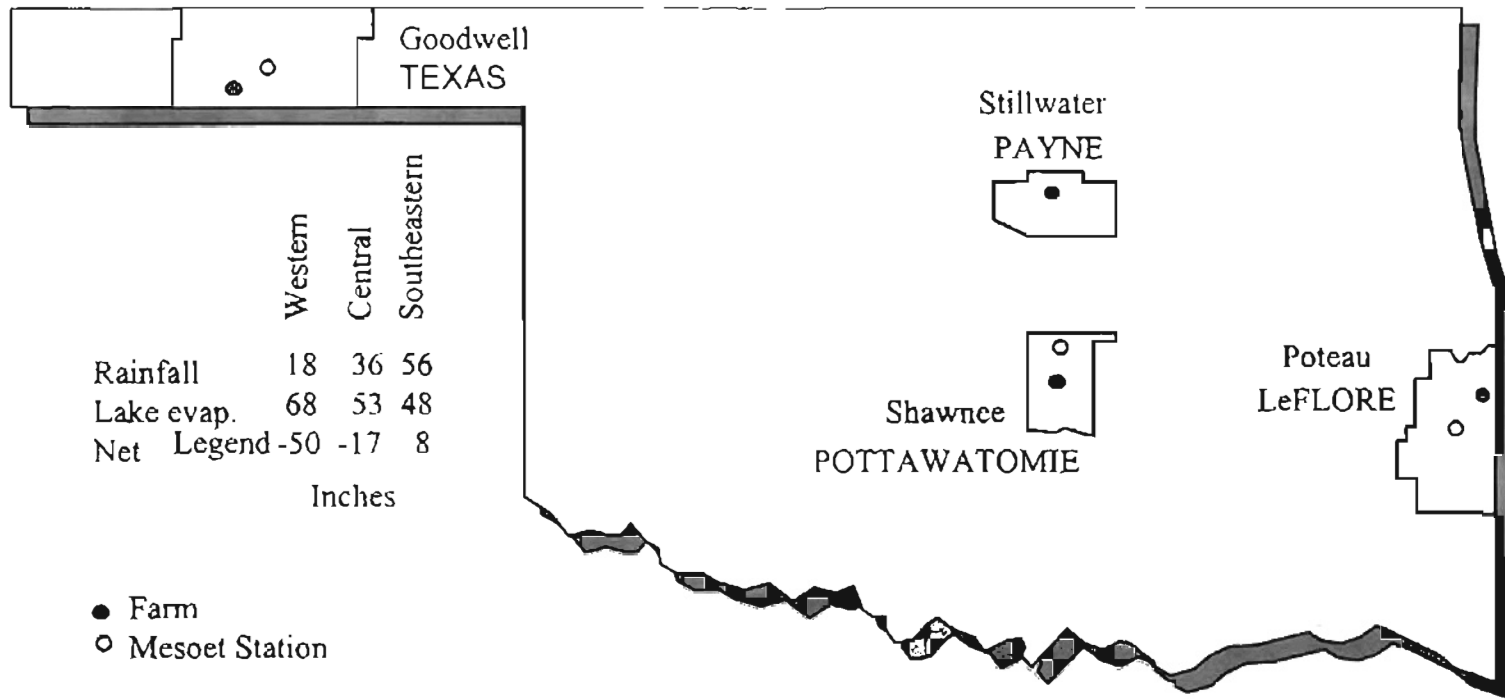 Goodwell
TEXAS
Stillwater
PAYNE
Western Central Southeastern
Rainfall 18 36 56
Lake evap. 68 53 48
Net Legend -50 -17 8
Inches
Shawnce
POTTAWATOMIE
Poteau
LeFLORE
Farm
Mesoet Station